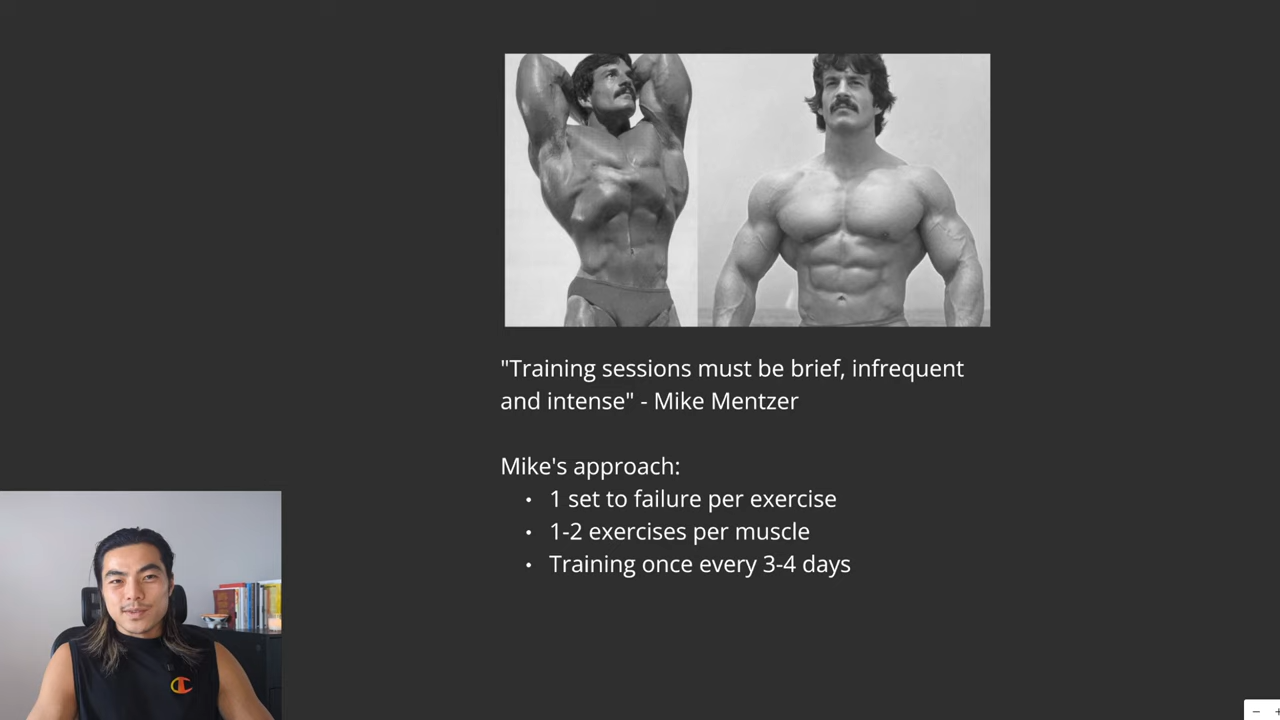 "Training sessions must be brief, infrequent
and intense" - Mike Mentzer
Mike's approach:
• 1 set to failure per exercise
• 1-2 exercises per muscle
• Training once every 3-4 days